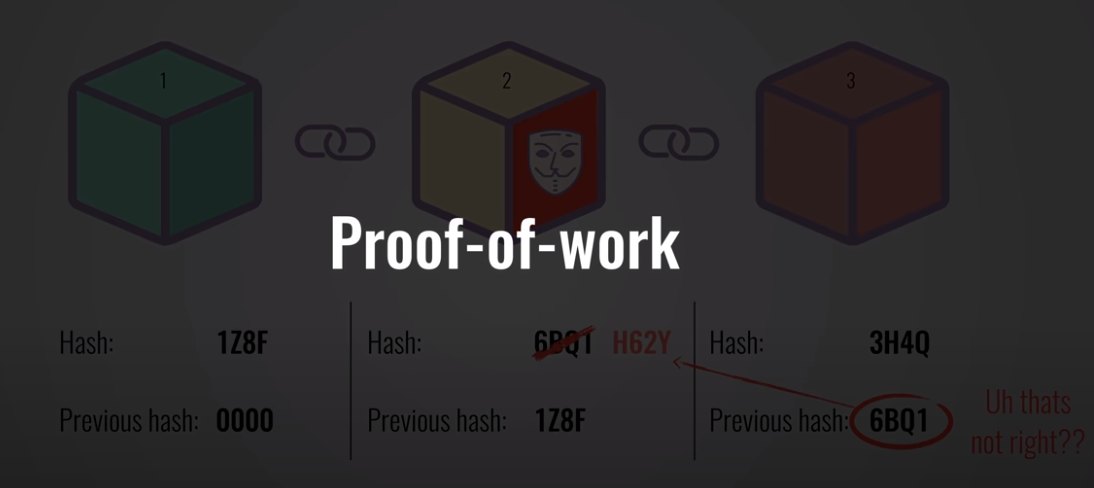 1
2
3
Proof-of-work
Hash: 1Z8F
Previous hash: 0000
Hash: 6BQ1 H62Y
Previous hash: 1Z8F
Hash: 3H4Q
Previous hash: 6BQ1
Uh thats
not right??